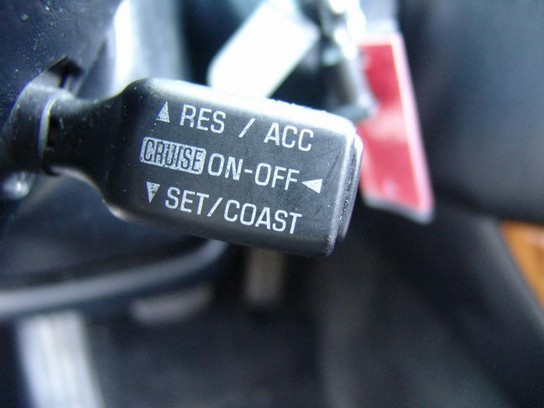 ▲ RES / ACC
CRUISE ON-OFF ◄
▼ SET/COAST